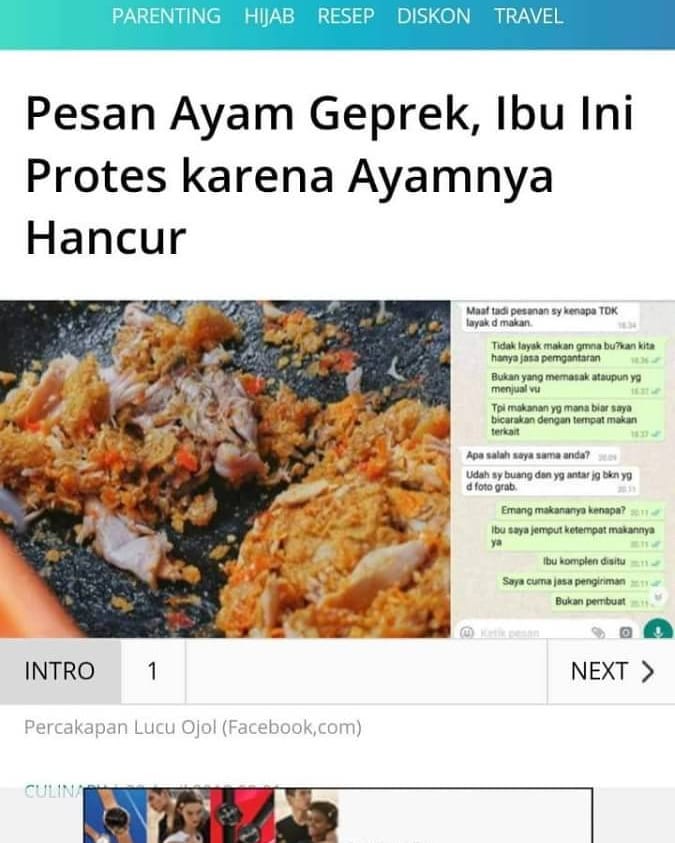 PARENTING HIJAB RESEP DISKON TRAVEL
Pesan Ayam Geprek, Ibu Ini
Protes karena Ayamnya
Hancur
Maaf tadi pesanan sy kenapa TDK
layak d makan. 18.34
Tidak layak makan gmna bu?kan kita
hanya jasa pemgantaran 18.36
Bukan yang memasak ataupun yg
menjual vu 18.37
Tpi makanan yg mana biar saya
bicarakan dengan tempat makan
terkait 18.37
Apa salah saya sama anda? 20.09
Udah sy buang dan yg antar jg bkn yg
d foto grab. 20.11
Emang makananya kenapa? 20.11
Ibu saya jemput ketempat makannya
ya 20.11
Ibu komplen disitu 20.11
Saya cuma jasa pengiriman 20.11
Bukan pembuat 20.11
Ketik pesan
INTRO 1 NEXT
Percakapan Lucu Ojol (Facebook,com)